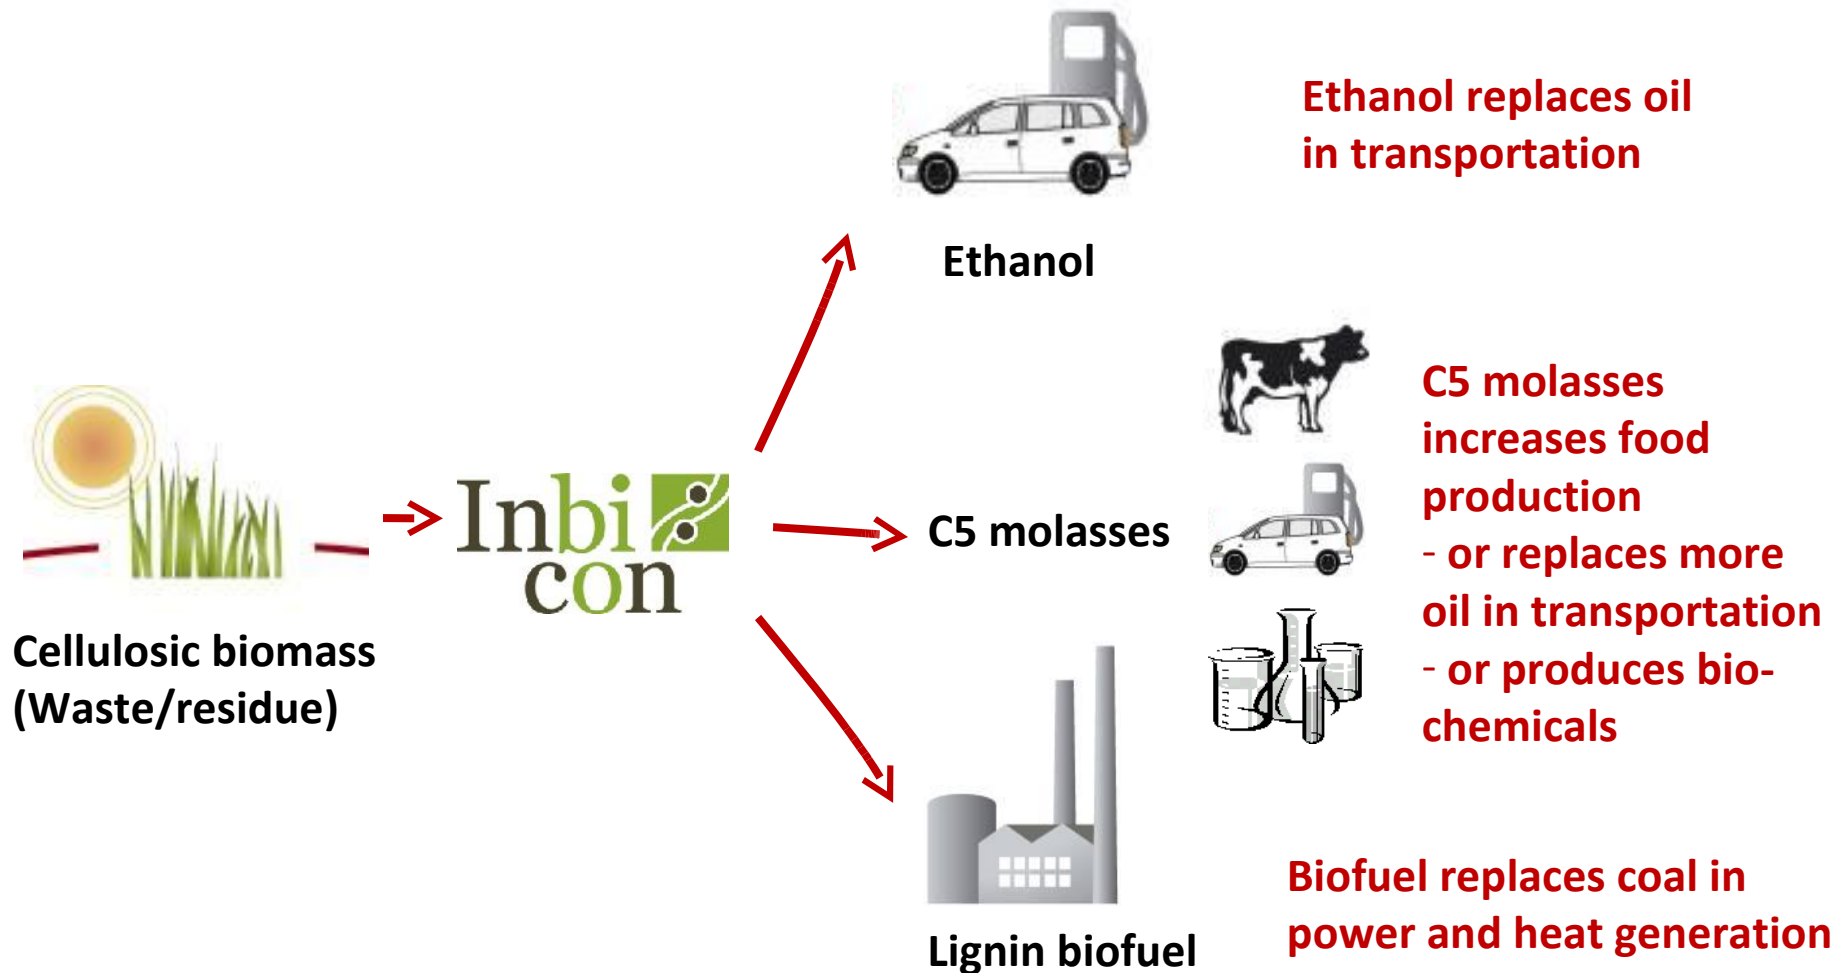 Ethanol replaces oil
in transportation
Ethanol
Cellulosic biomass
(Waste/residue)
Inbi
con
C5 molasses
C5 molasses
increases food
production
- or replaces more
oil in transportation
- or produces bio-
chemicals
Lignin biofuel
Biofuel replaces coal in
power and heat generation